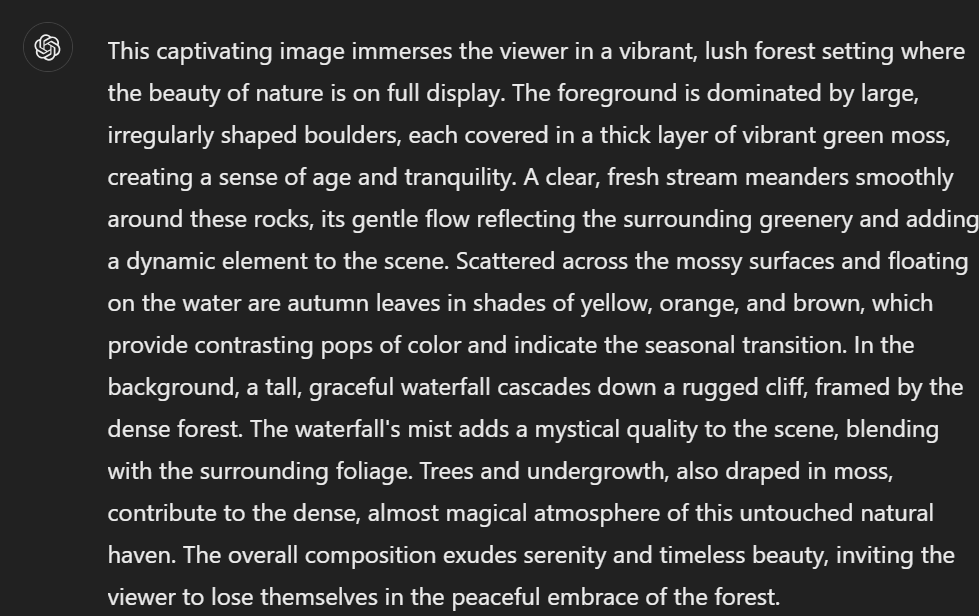 This captivating image immerses the viewer in a vibrant, lush forest setting where
the beauty of nature is on full display. The foreground is dominated by large,
irregularly shaped boulders, each covered in a thick layer of vibrant green moss,
creating a sense of age and tranquility. A clear, fresh stream meanders smoothly
around these rocks, its gentle flow reflecting the surrounding greenery and adding
a dynamic element to the scene. Scattered across the mossy surfaces and floating
on the water are autumn leaves in shades of yellow, orange, and brown, which
provide contrasting pops of color and indicate the seasonal transition. In the
background, a tall, graceful waterfall cascades down a rugged cliff, framed by the
dense forest. The waterfall's mist adds a mystical quality to the scene, blending
with the surrounding foliage. Trees and undergrowth, also draped in moss,
contribute to the dense, almost magical atmosphere of this untouched natural
haven. The overall composition exudes serenity and timeless beauty, inviting the
viewer to lose themselves in the peaceful embrace of the forest.